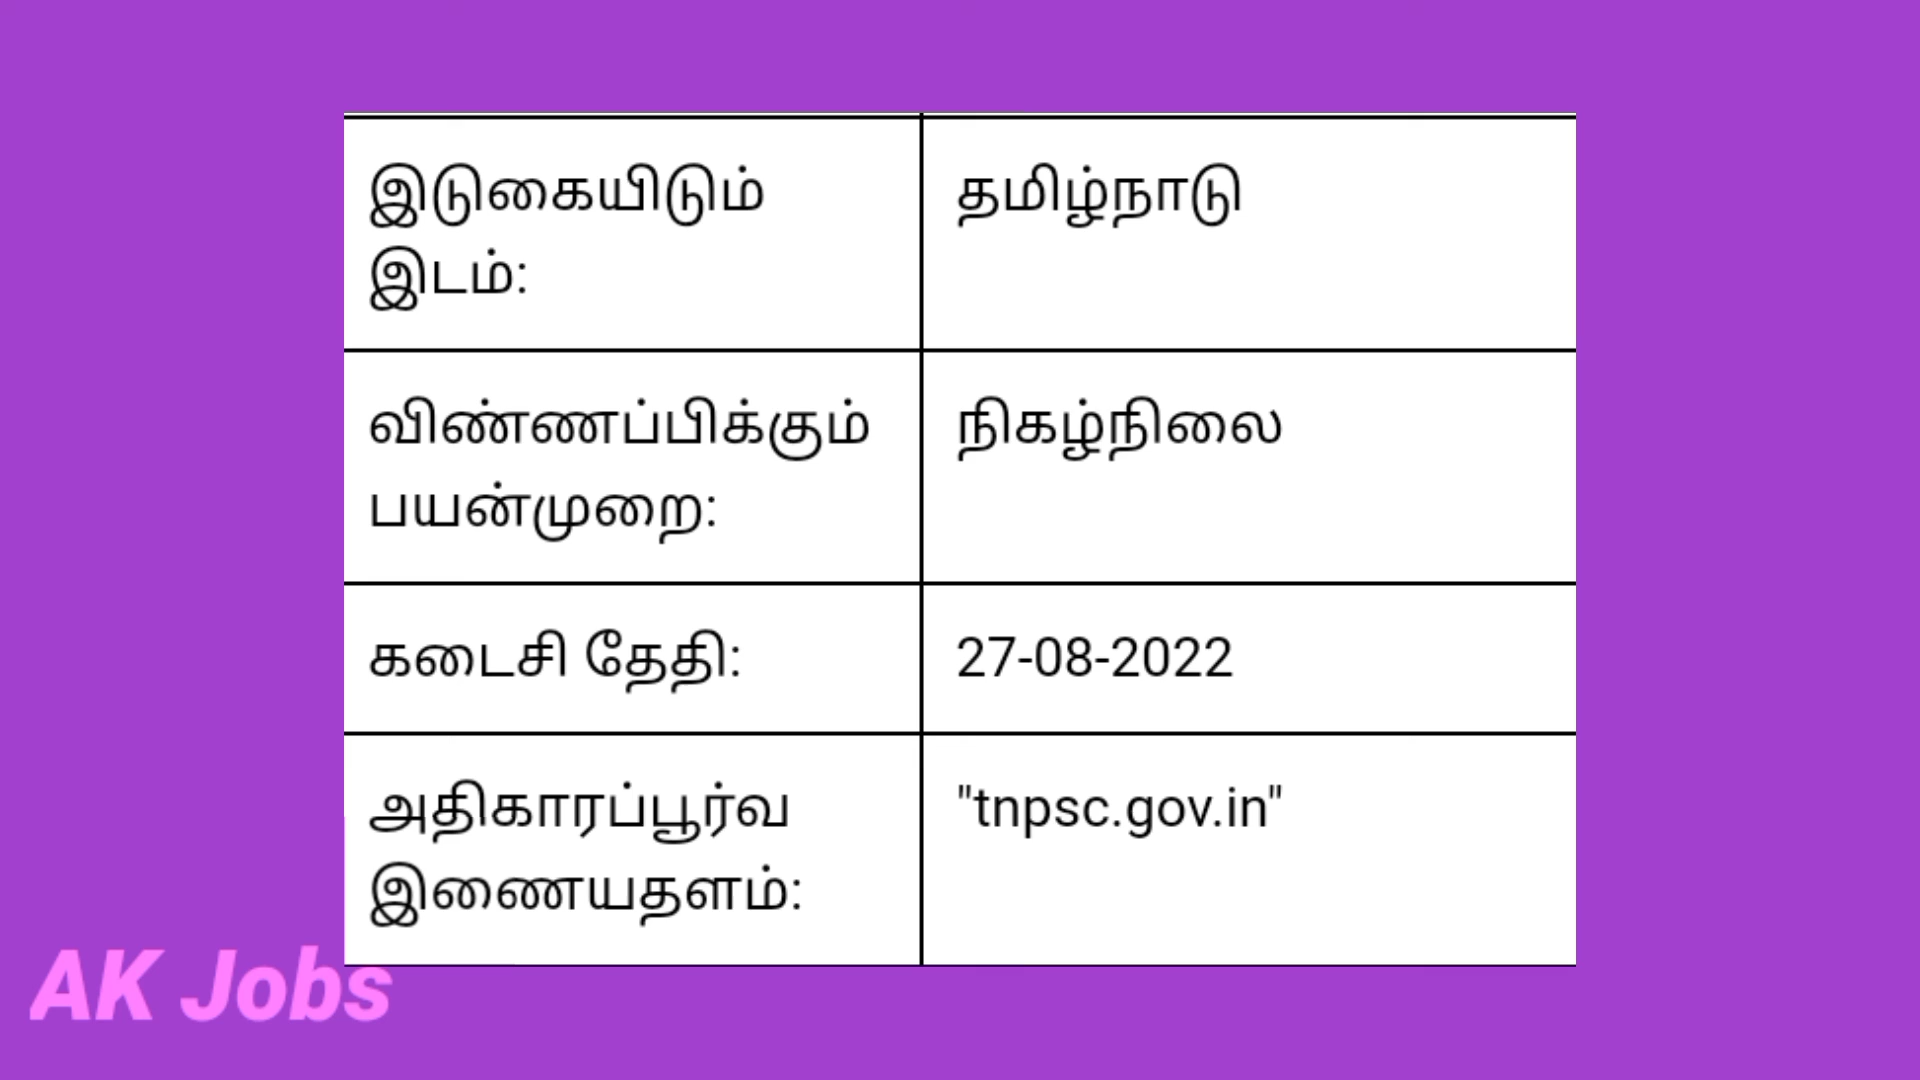 இடுகையிடும் தமிழ்நாடு
இடம்:
விண்ணப்பிக்கும் நிகழ்நிலை
பயன்முறை:
கடைசி தேதி: 27-08-2022
அதிகாரப்பூர்வ "tnpsc.gov.in"
இணையதளம்:
AK Jobs